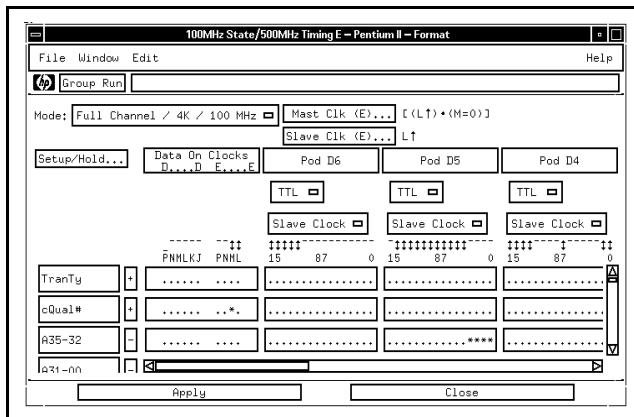 100MHz State/500MHz Timing E – Pentium II – Format
File Window Edit Help
hp Group Run
Mode: Full Channel / 4K / 100 MHz Mast Clk (E)... [(L↑)•(M=0)]
Slave Clk (E)... L↑
Setup/Hold... Data On Clocks Pod D6 Pod D5 Pod D4
D....D E....E
TTL TTL TTL
Slave Clock Slave Clock Slave Clock
PNMLKJ PNML 15 87 0 15 87 0 15 87 0
TranTy + ...... .... ................ ................ ...............
cQual# + ...... ..*. ................ ................ ...............
A35-32 - ...... .... ................ ............**** ...............
A31-00 -
Apply Close